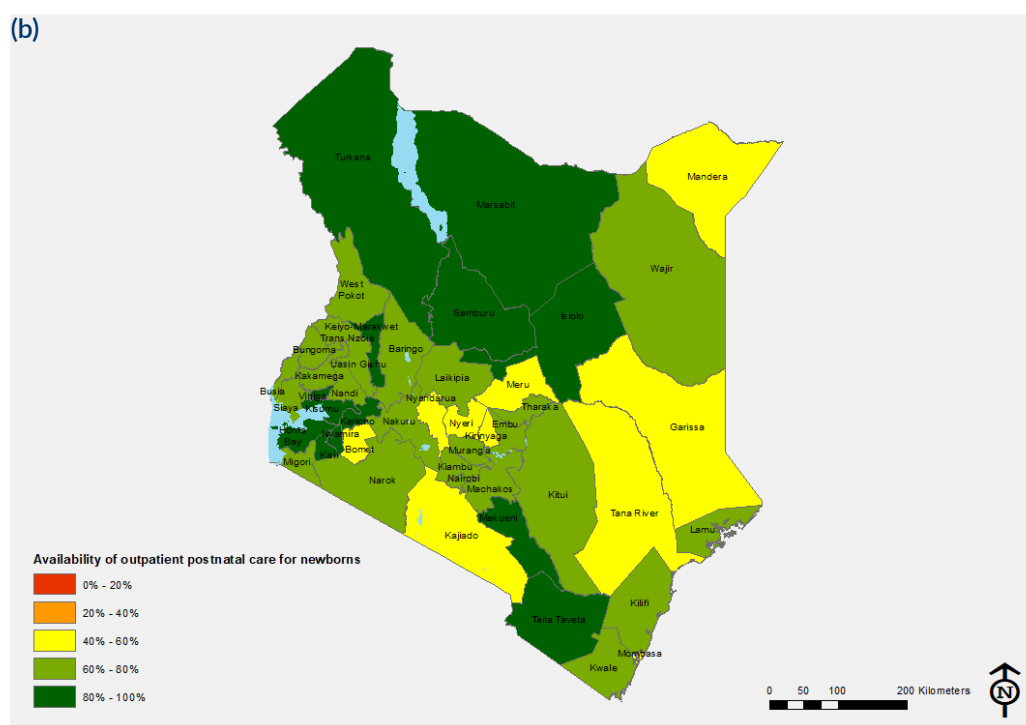 (b)
Turkana
Mandera
Marsabit
Wajir
West
Pokot
Samburu
Isiolo
Keiyo-Marakwet
Trans Nzoia
Bungoma
Baringo
Uasin Gishu
Kakamega
Laikipia
Meru
Busia
Vihiga
Nandi
Nyandarua
Tharaka
Siaya
Kisumu
Kericho
Nakuru
Nyeri
Embu
Garissa
Homa
Bay
Nyamira
Kirinyaga
Bomet
Murang'a
Kisii
Migori
Kiambu
Narok
Nairobi
Machakos
Kitui
Tana River
Makueni
Lamu
Kajiado
Kilifi
Taita Taveta
Mombasa
Kwale
Availability of outpatient postnatal care for newborns
0% - 20%
20% - 40%
40% - 60%
60% - 80%
80% - 100%
0 50 100 200 Kilometers
N